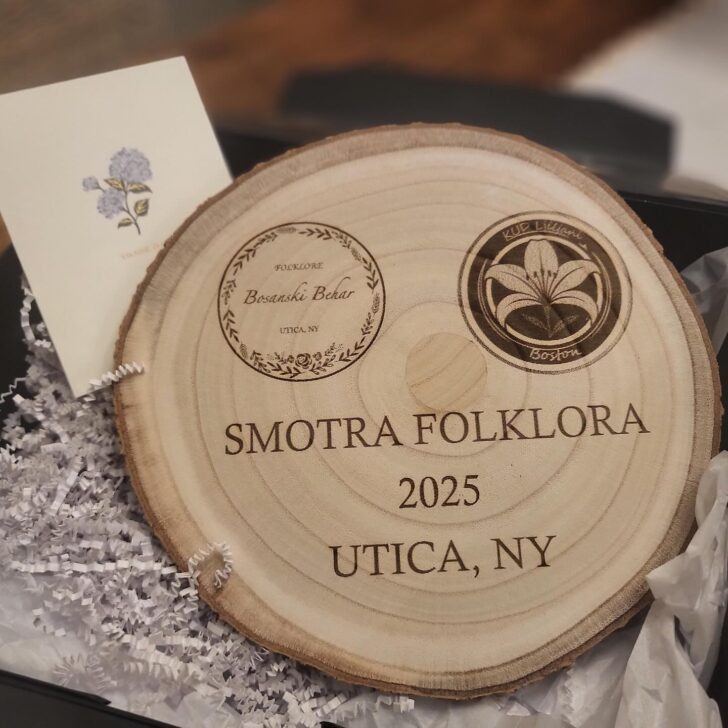 FOLKLORE
Bosanski Behar
UTICA, NY
KUD Ljiljani
Boston
SMOTRA FOLKLORA
2025
UTICA, NY